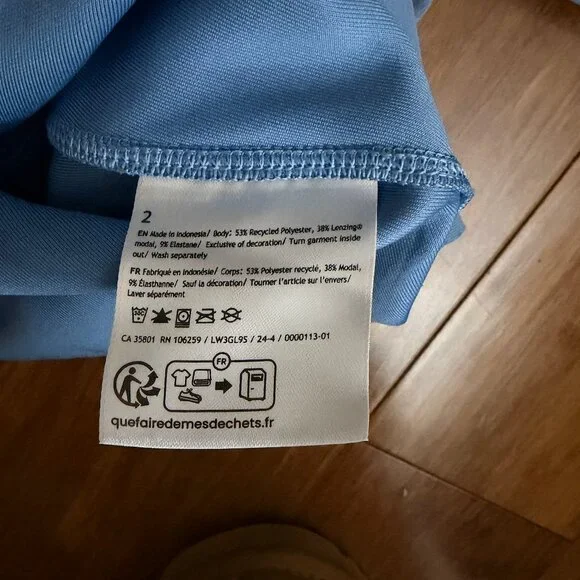 2
EN Made in Indonesia/ Body: 53% Recycled Polyester, 38% Lenzing®
modal, 9% Elastane/ Exclusive of decoration/ Turn garment inside
out/ Wash separately
FR Fabriqué en Indonésie/ Corps: 53% Polyester recyclé, 38% Modal,
9% Élasthanne/ Sauf la décoration/ Tourner l'article sur l'envers/
Laver séparément
CA 35801 RN 106259 / LW3GL9S / 24-4 / 0000113-01
FR
quefairedemesdechets.fr